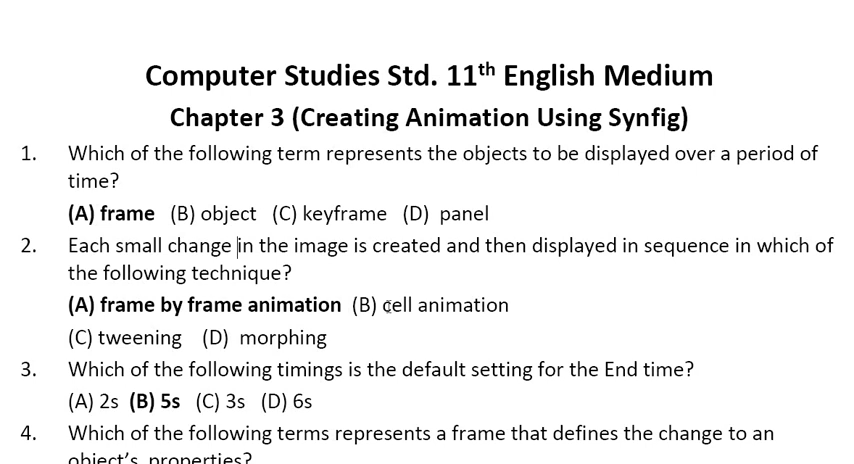 Computer Studies Std. 11th English Medium
Chapter 3 (Creating Animation Using Synfig)
1. Which of the following term represents the objects to be displayed over a period of
time?
(A) frame (B) object (C) keyframe (D) panel
2. Each small change in the image is created and then displayed in sequence in which of
the following technique?
(A) frame by frame animation (B) cell animation
(C) tweening (D) morphing
3. Which of the following timings is the default setting for the End time?
(A) 2s (B) 5s (C) 3s (D) 6s
4. Which of the following terms represents a frame that defines the change to an
object's properties?